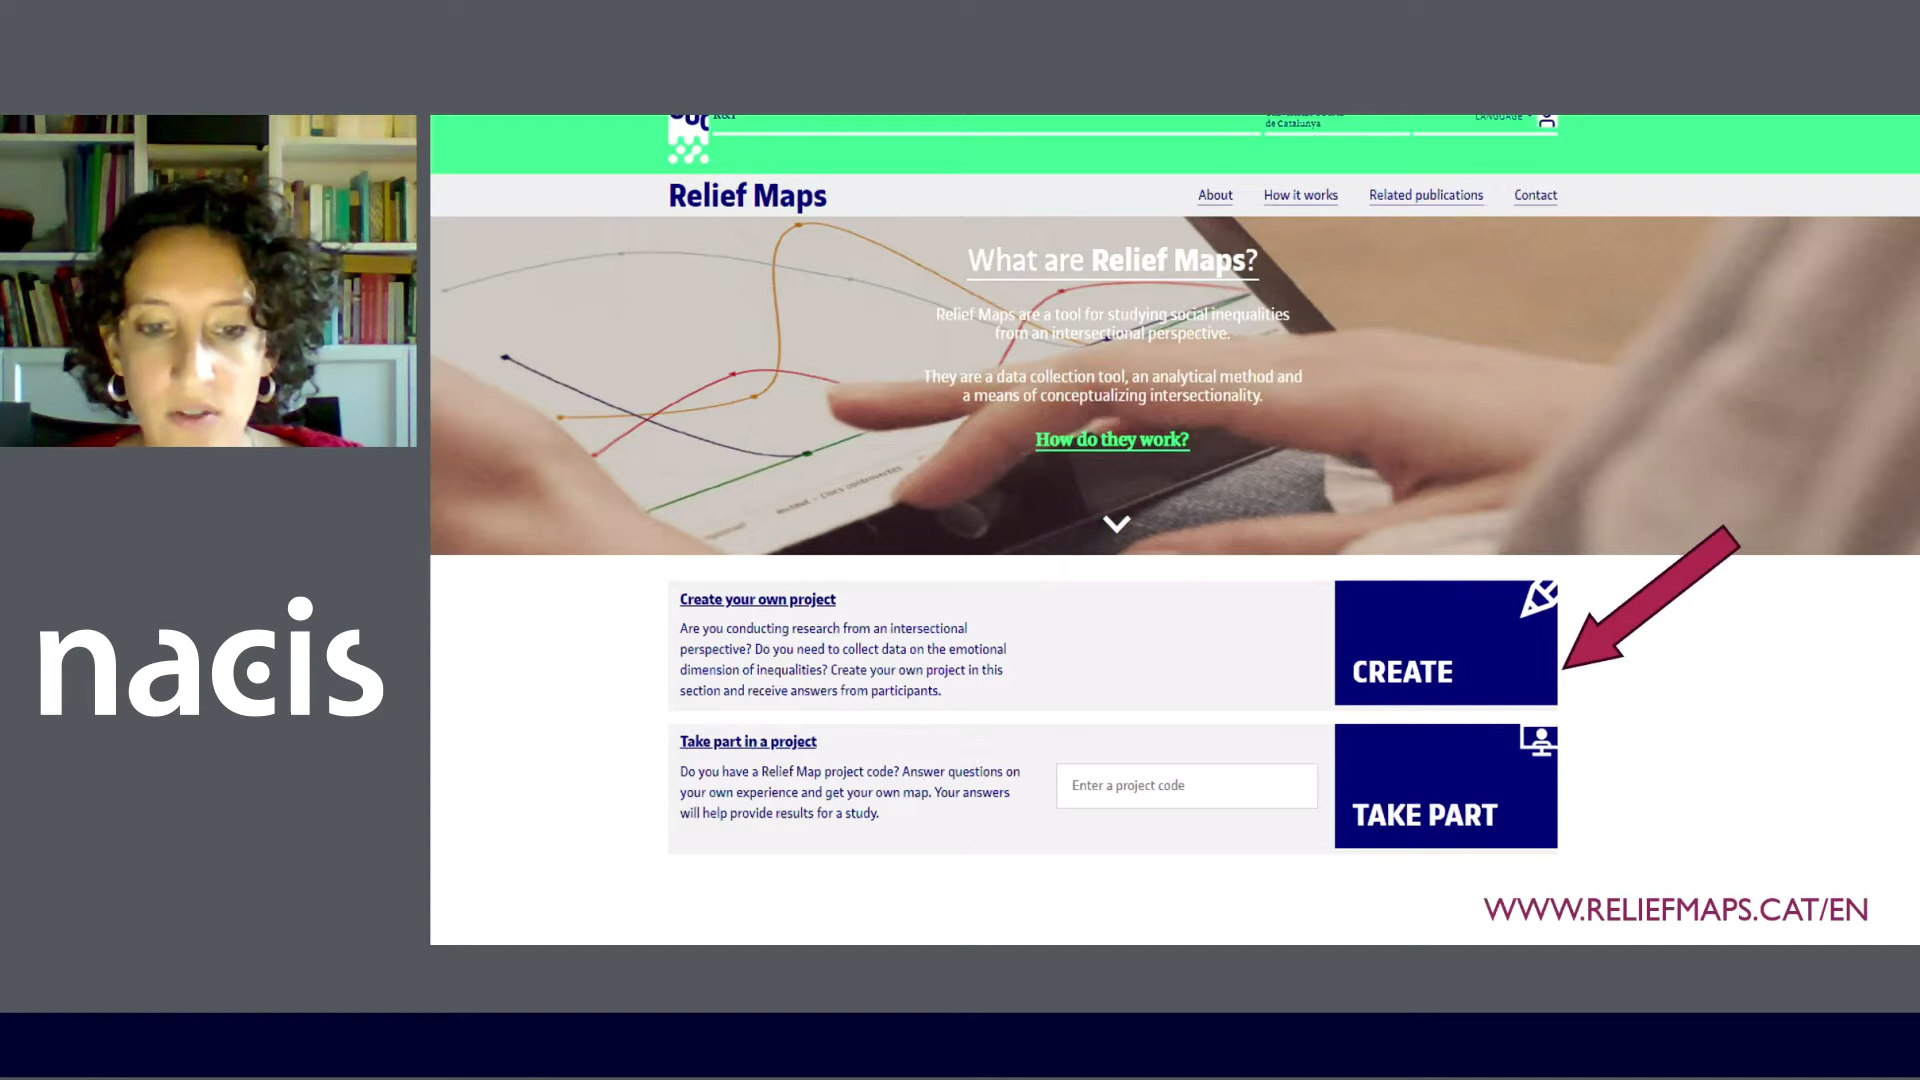 de Catalunya
LANGUAGE
Relief Maps
About
How it works
Related publications
Contact
What are Relief Maps?
Relief Maps are a tool for studying social inequalities
from an intersectional perspective.
They are a data collection tool, an analytical method and
a means of conceptualizing intersectionality.
How do they work?
Create your own project
Are you conducting research from an intersectional
perspective? Do you need to collect data on the emotional
dimension of inequalities? Create your own project in this
section and receive answers from participants.
CREATE
Take part in a project
Do you have a Relief Map project code? Answer questions on
your own experience and get your own map. Your answers
will help provide results for a study.
Enter a project code
TAKE PART
WWW.RELIEFMAPS.CAT/EN
nacis